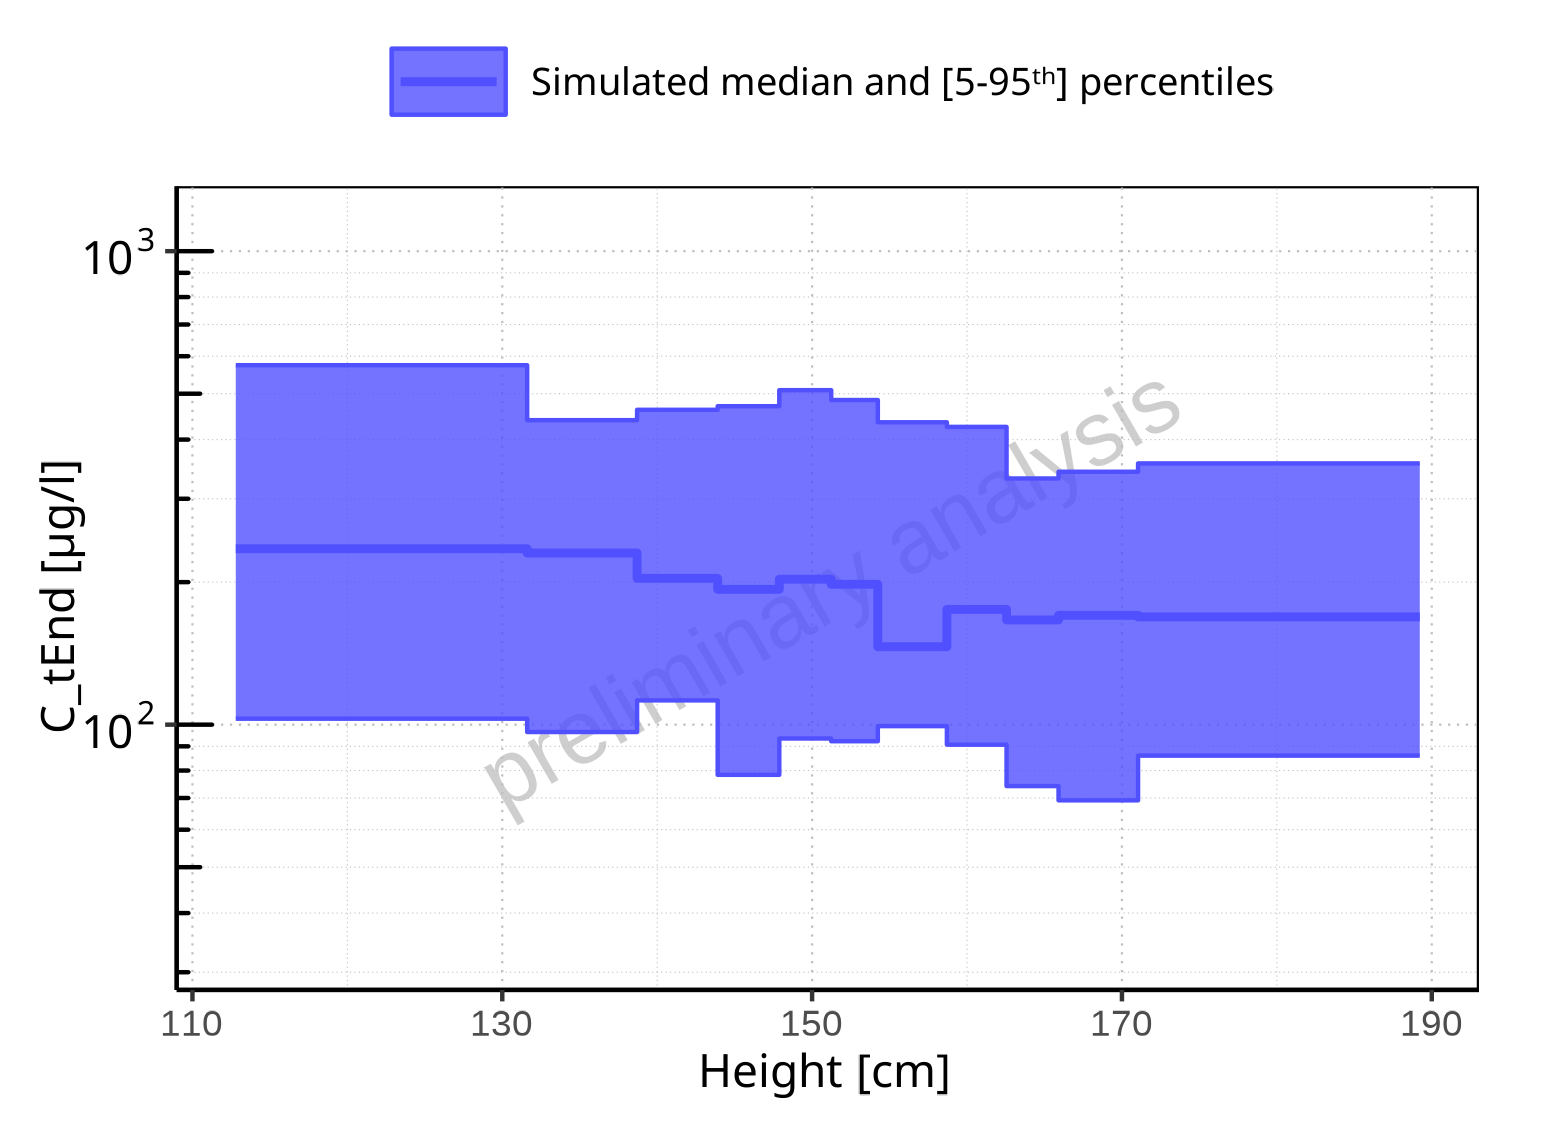 Simulated median and [5-95ᵗʰ] percentiles
10³
C_tEnd [µg/l]
preliminary analysis
10²
110 130 150 170 190
Height [cm]